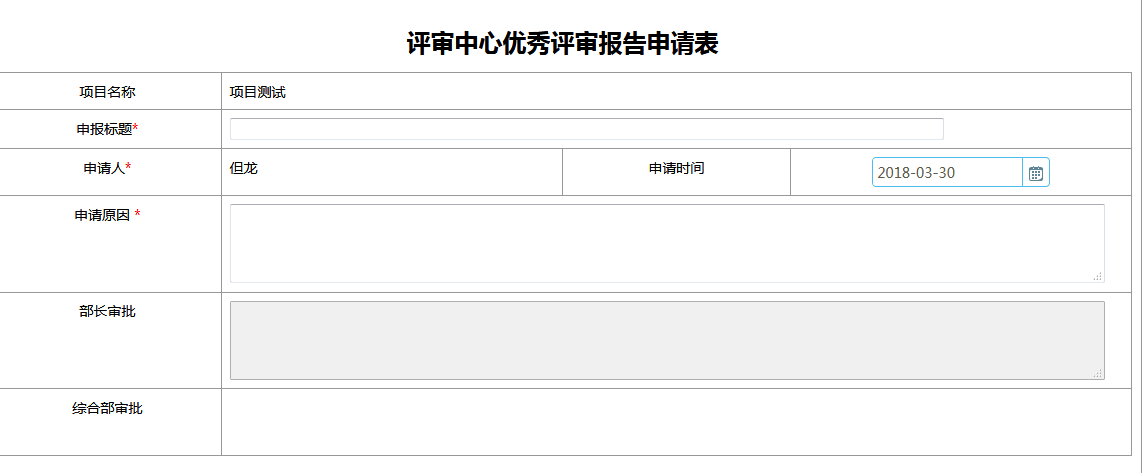 评审中心优秀评审报告申请表
项目名称 项目测试
申报标题*
申请人* 但龙 申请时间 2018-03-30
申请原因 *
部长审批
综合部审批